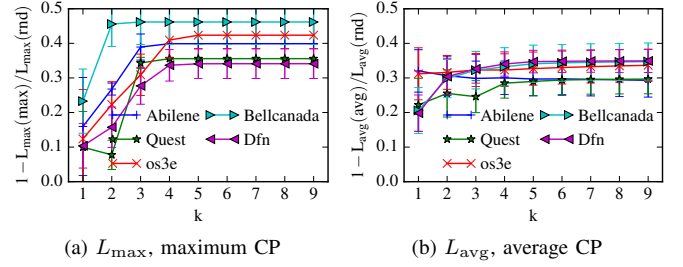 1 − L_max(max)/L_max(rnd)
0.5
0.4
0.3
0.2
0.1
0.0
Abilene
Bellcanada
Quest
Dfn
os3e
1 2 3 4 5 6 7 8 9
k
(a) L_max, maximum CP
1 − L_avg(avg)/L_avg(rnd)
0.5
0.4
0.3
0.2
0.1
0.0
Abilene
Bellcanada
Quest
Dfn
os3e
1 2 3 4 5 6 7 8 9
k
(b) L_avg, average CP